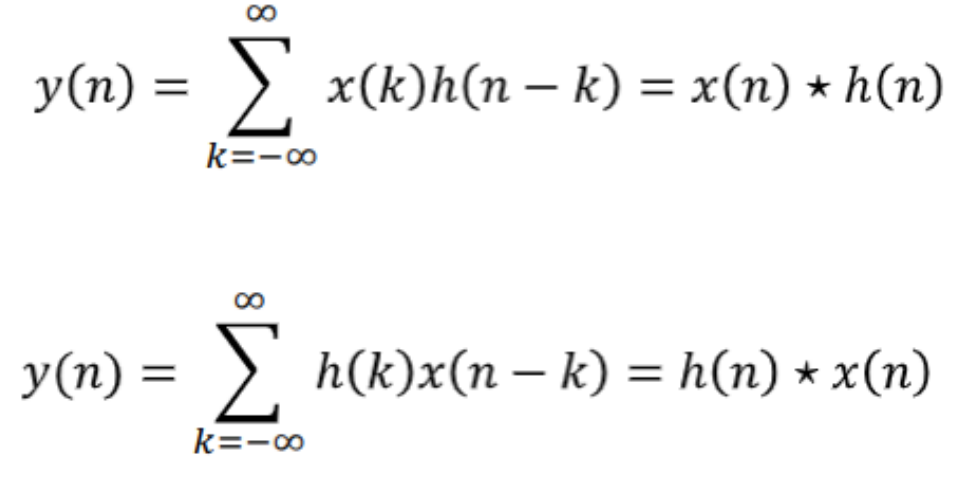 y(n) = ∑_{k=−∞}^{∞} x(k)h(n − k) = x(n) ⋆ h(n)
y(n) = ∑_{k=−∞}^{∞} h(k)x(n − k) = h(n) ⋆ x(n)